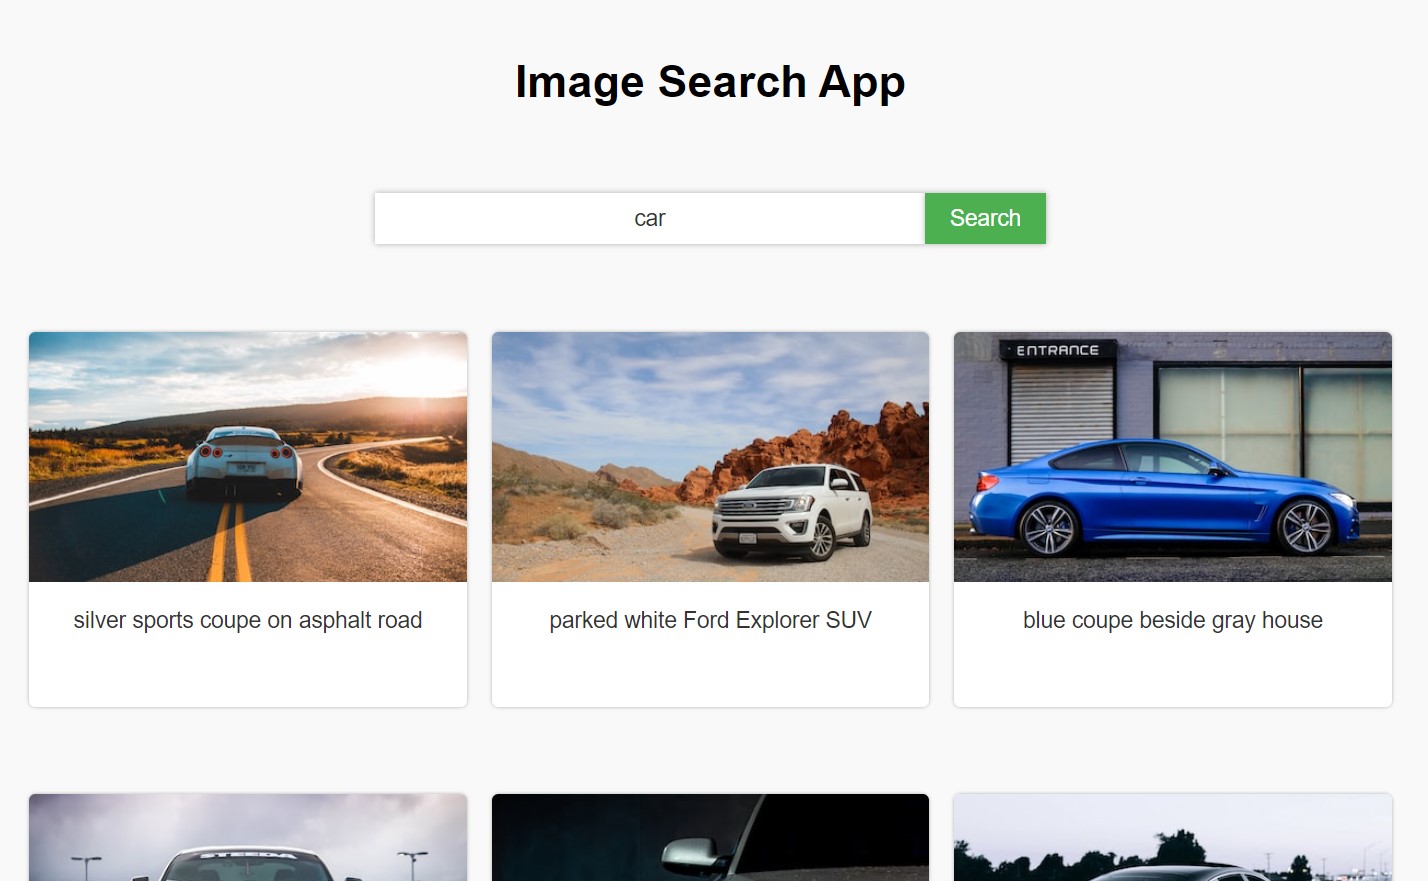 Image Search App
car
Search
ENTRANCE
silver sports coupe on asphalt road
parked white Ford Explorer SUV
blue coupe beside gray house
STEEDA